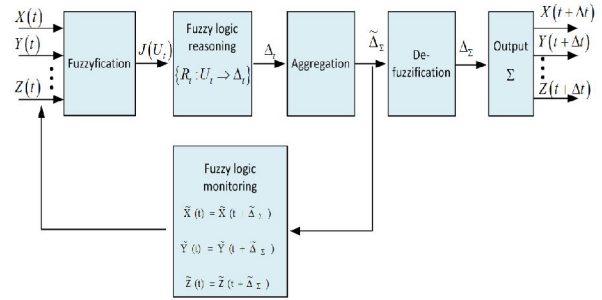 X(t)
Y(t)
Z(t)
Fuzzyfication
J(U_t)
Fuzzy logic
reasoning
{R_t : U_t ⇒ Δ_t}
Δ_t
Aggregation
Δ̃_Σ
De-
fuzzification
Δ_Σ
Output
Σ
X(t + Δt)
Y(t + Δt)
Z(t + Δt)
Fuzzy logic
monitoring
X̃ (t) = X̃ (t + Δ̃ _Σ )
Ỹ (t) = Ỹ (t + Δ̃ _Σ )
Z̃ (t) = Z̃ (t + Δ̃ _Σ )